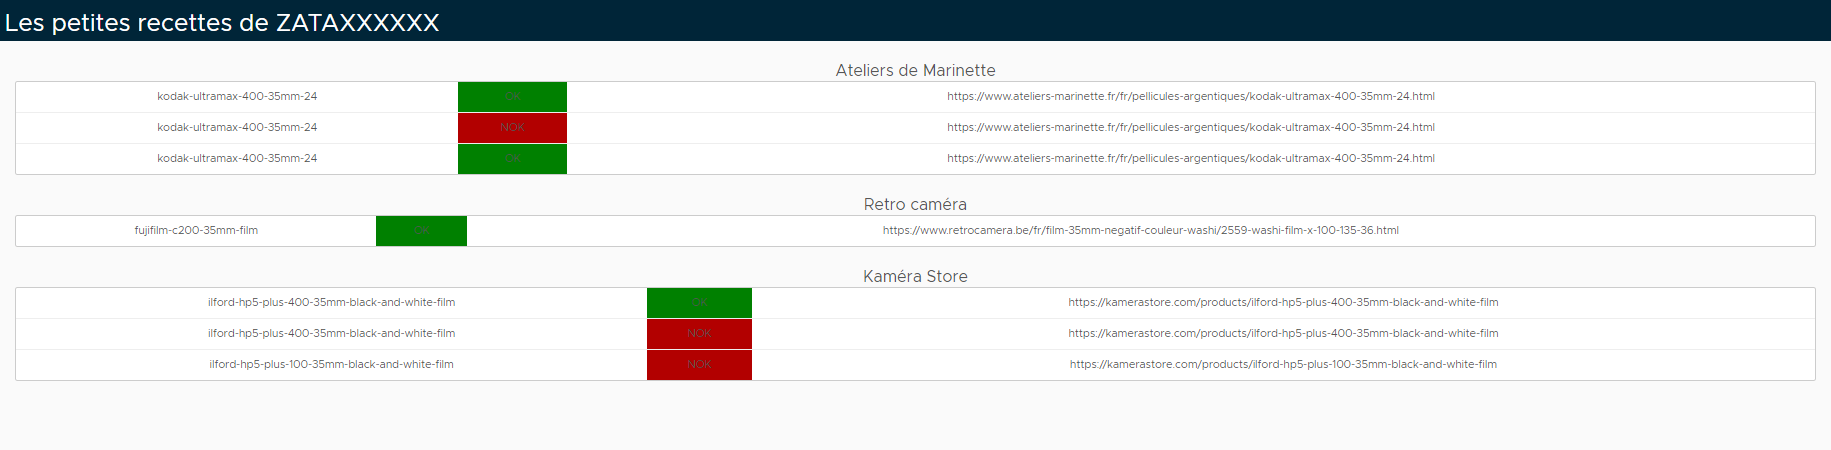 Les petites recettes de ZATAXXXXXX
Ateliers de Marinette
kodak-ultramax-400-35mm-24 OK https://www.ateliers-marinette.fr/fr/pellicules-argentiques/kodak-ultramax-400-35mm-24.html
kodak-ultramax-400-35mm-24 NOK https://www.ateliers-marinette.fr/fr/pellicules-argentiques/kodak-ultramax-400-35mm-24.html
kodak-ultramax-400-35mm-24 OK https://www.ateliers-marinette.fr/fr/pellicules-argentiques/kodak-ultramax-400-35mm-24.html
Retro caméra
fujifilm-c200-35mm-film OK https://www.retrocamera.be/fr/film-35mm-negatif-couleur-washi/2559-washi-film-x-100-135-36.html
Kaméra Store
ilford-hp5-plus-400-35mm-black-and-white-film OK https://kamerastore.com/products/ilford-hp5-plus-400-35mm-black-and-white-film
ilford-hp5-plus-400-35mm-black-and-white-film NOK https://kamerastore.com/products/ilford-hp5-plus-400-35mm-black-and-white-film
ilford-hp5-plus-100-35mm-black-and-white-film NOK https://kamerastore.com/products/ilford-hp5-plus-100-35mm-black-and-white-film